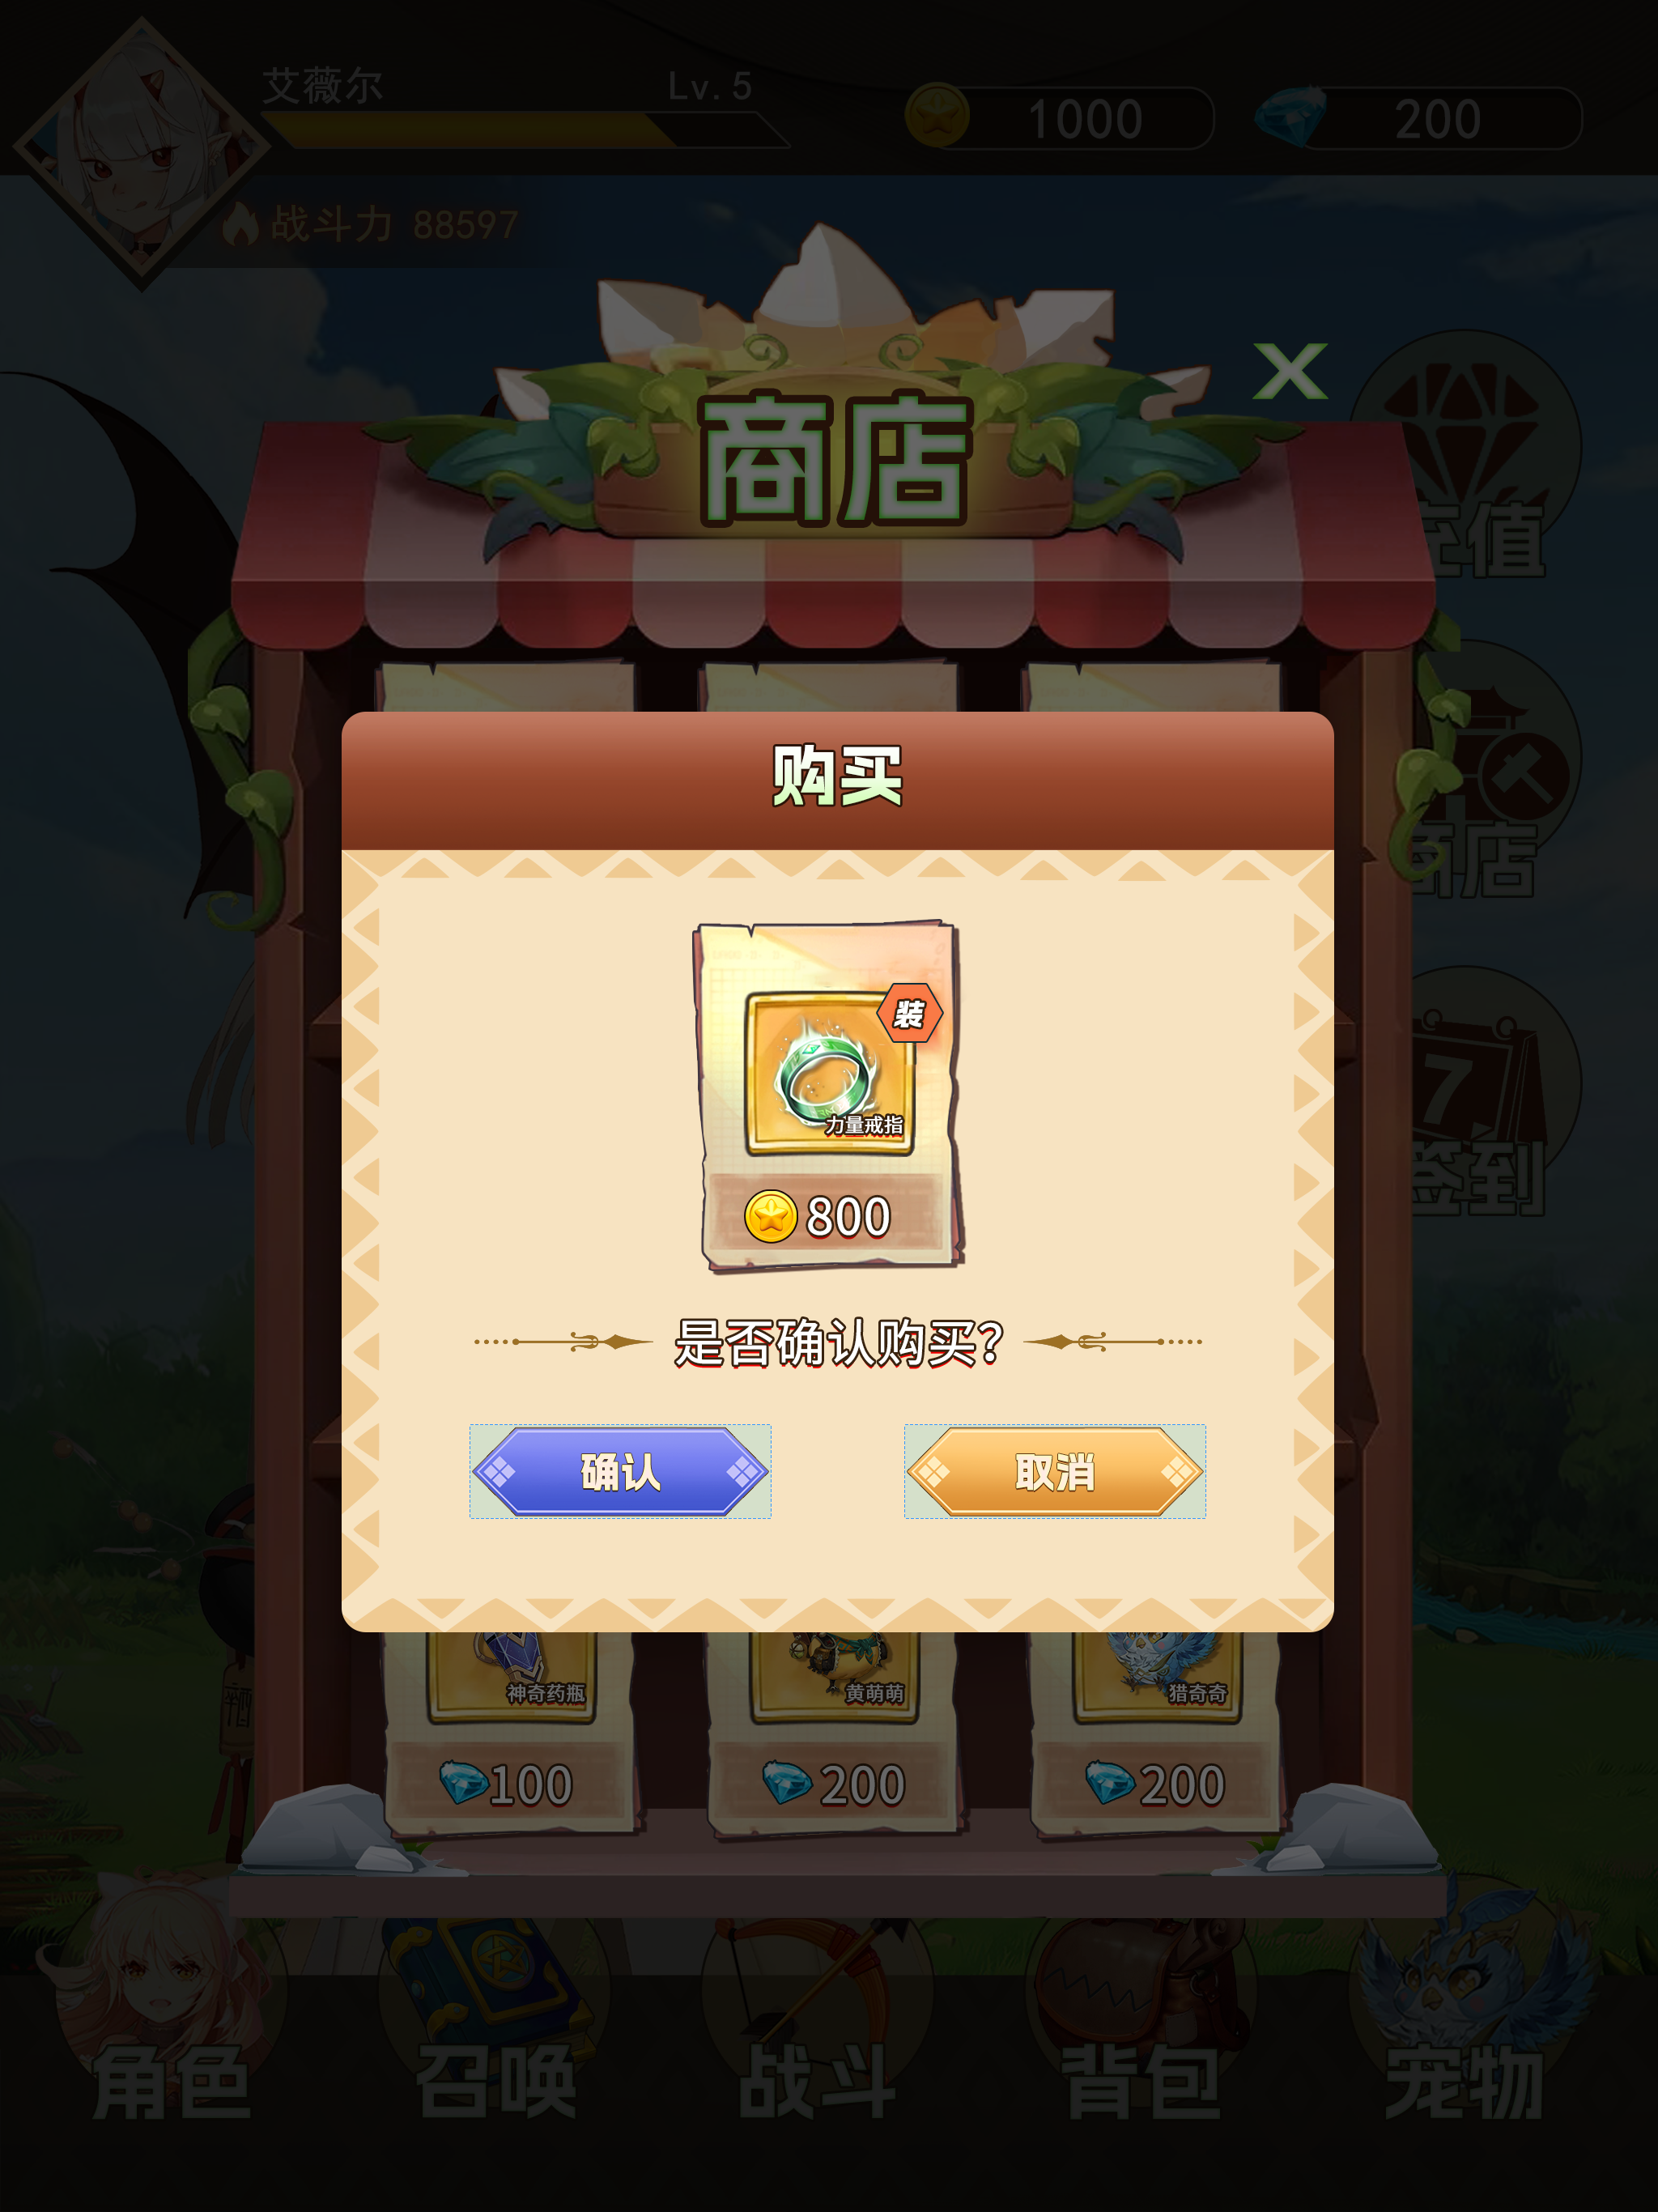 艾薇尔 Lv.5
1000
200
战斗力 88597
商店
X
充值
购买
商店
装
力量戒指
7
签到
800
是否确认购买?
确认
取消
神奇药瓶
黄萌萌
猎奇奇
100
200
200
角色
召唤
战斗
背包
宠物